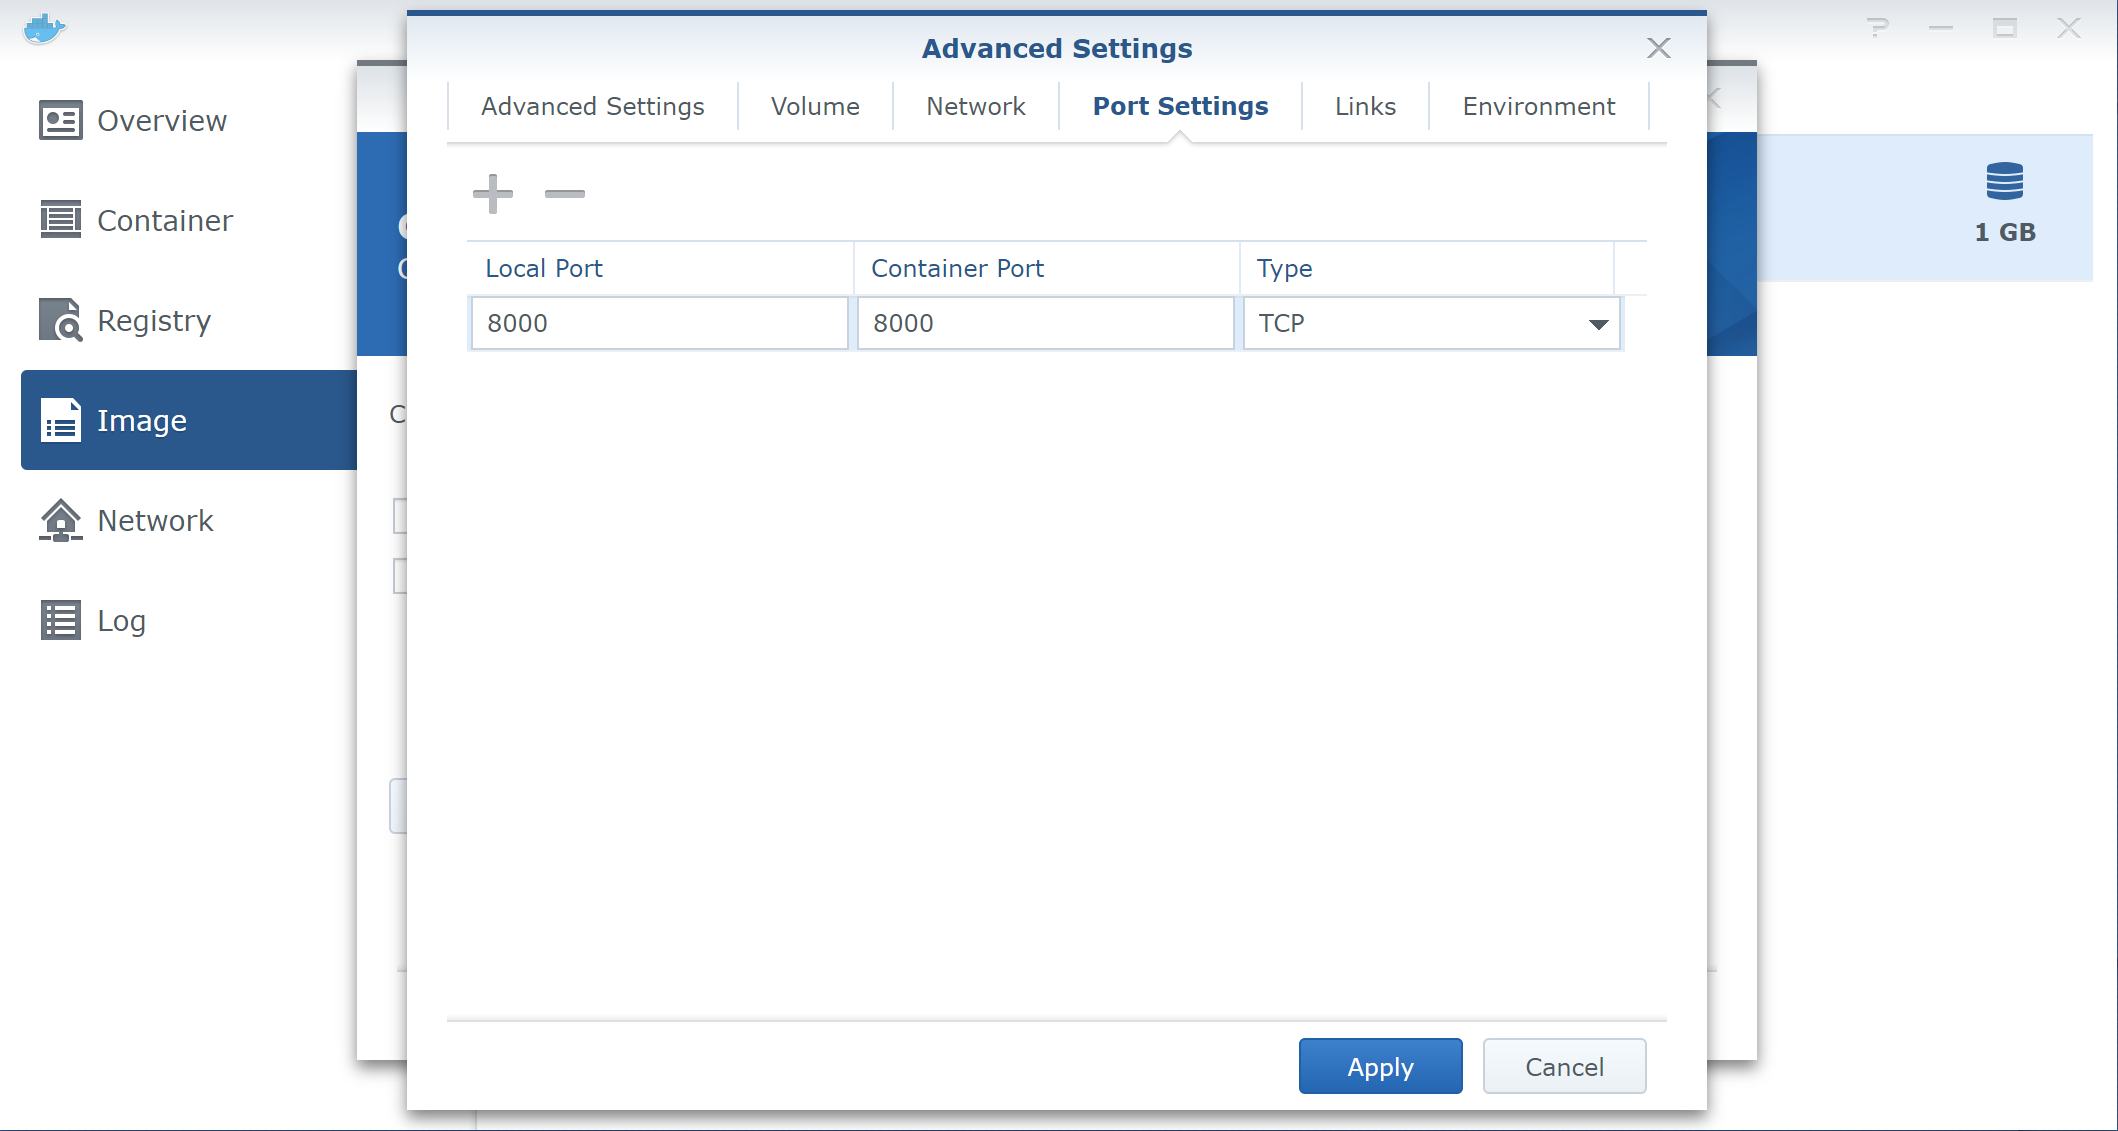 Advanced Settings
Advanced Settings Volume Network Port Settings Links Environment
Overview
Container
Registry
Image
Network
Log
1 GB
Local Port Container Port Type
8000 8000 TCP
Apply Cancel